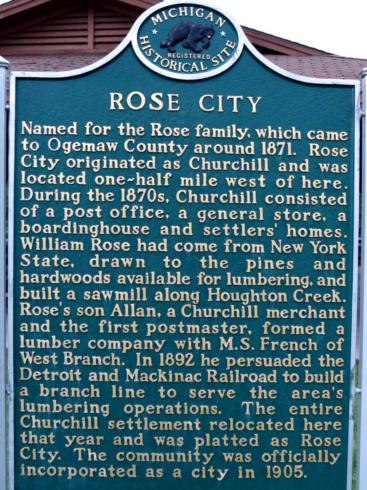 MICHIGAN
REGISTERED
HISTORICAL SITE
ROSE CITY
Named for the Rose family, which came
to Ogemaw County around 1871. Rose
City originated as Churchill and was
located one-half mile west of here.
During the 1870s, Churchill consisted
of a post office, a general store, a
boardinghouse and settlers' homes.
William Rose had come from New York
State, drawn to the pines and
hardwoods available for lumbering, and
built a sawmill along Houghton Creek.
Rose's son Allan, a Churchill merchant
and the first postmaster, formed a
lumber company with M.S. French of
West Branch. In 1892 he persuaded the
Detroit and Mackinac Railroad to build
a branch line to serve the area's
lumbering operations. The entire
Churchill settlement relocated here
that year and was platted as Rose
City. The community was officially
incorporated as a city in 1905.